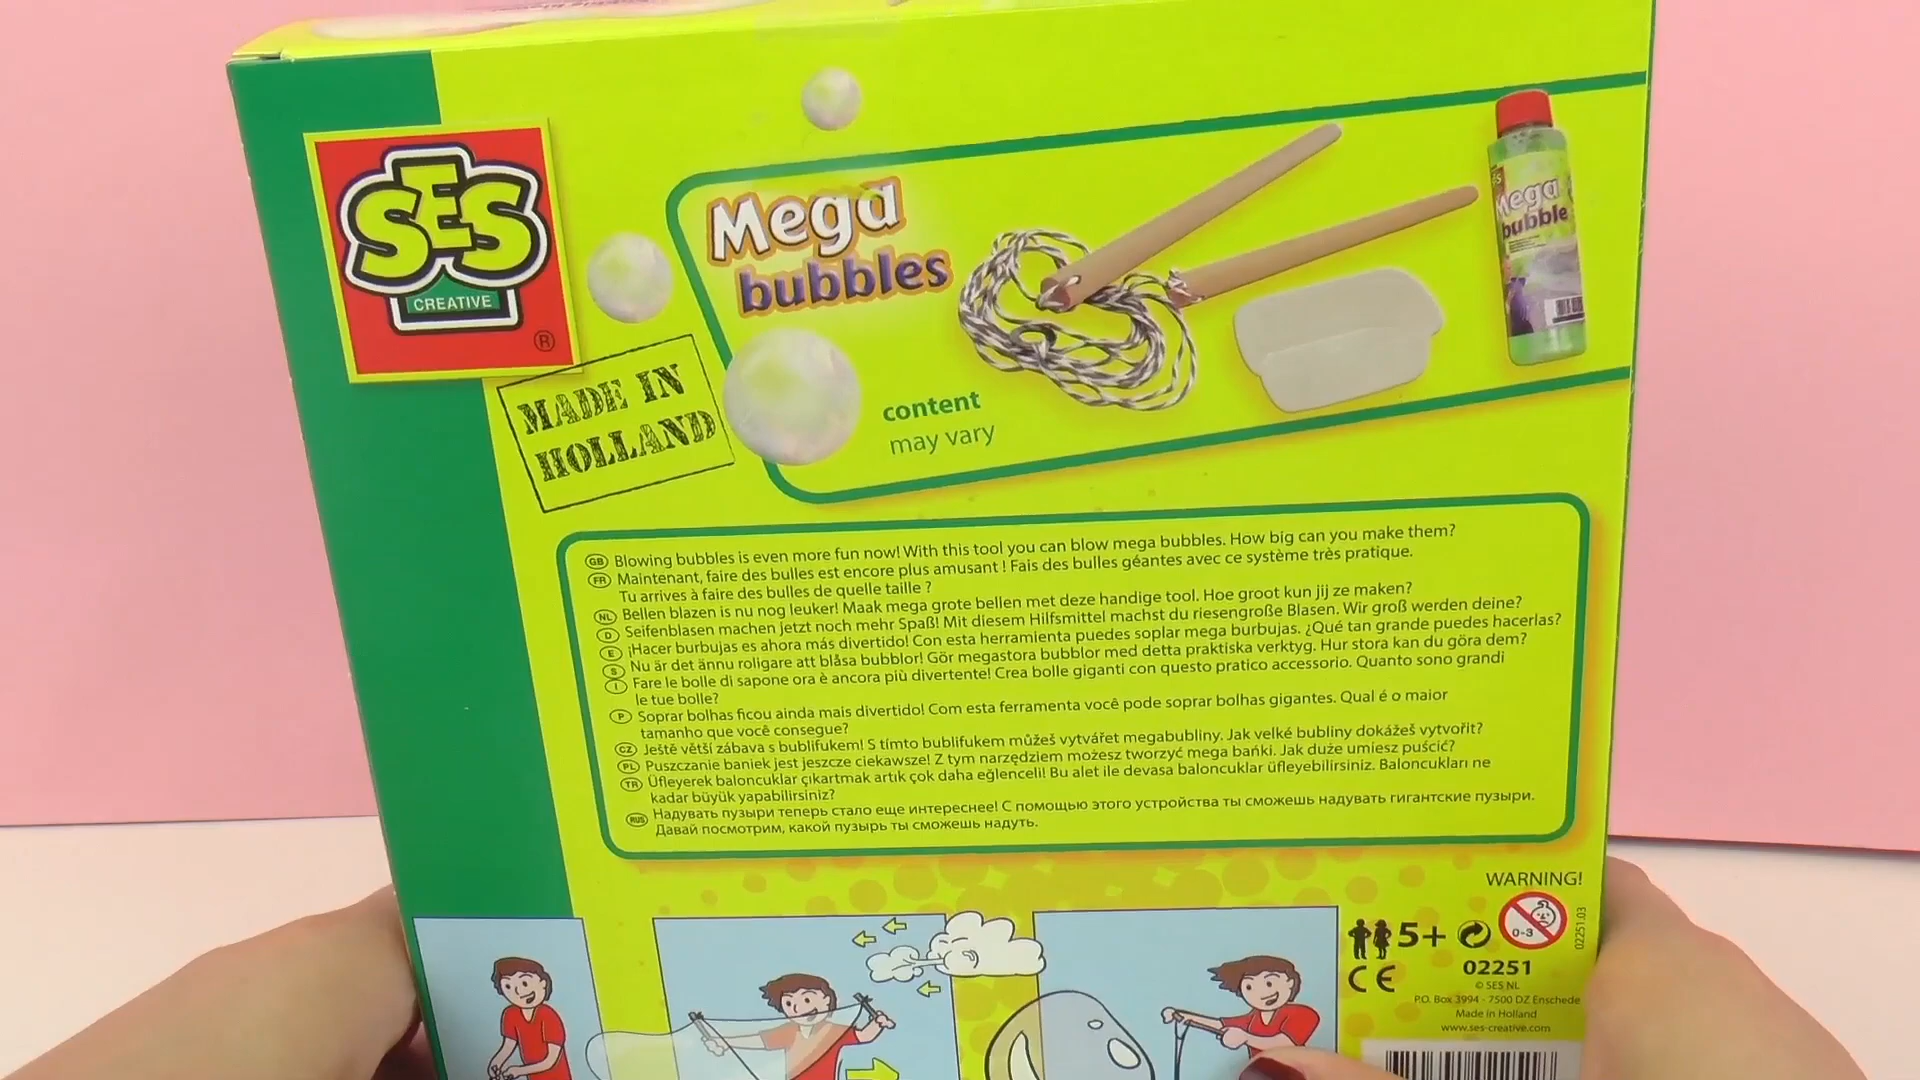 SES
CREATIVE
®
MADE IN
HOLLAND
Mega
bubbles
content
may vary
Mega
bubble
GB Blowing bubbles is even more fun now! With this tool you can blow mega bubbles. How big can you make them?
FR Maintenant, faire des bulles est encore plus amusant ! Fais des bulles géantes avec ce système très pratique.
Tu arrives à faire des bulles de quelle taille ?
NL Bellen blazen is nu nog leuker! Maak mega grote bellen met deze handige tool. Hoe groot kun jij ze maken?
D Seifenblasen machen jetzt noch mehr Spaß! Mit diesem Hilfsmittel machst du riesengroße Blasen. Wir groß werden deine?
E ¡Hacer burbujas es ahora más divertido! Con esta herramienta puedes soplar mega burbujas. ¿Qué tan grande puedes hacerlas?
S Nu är det ännu roligare att blåsa bubblor! Gör megastora bubblor med detta praktiska verktyg. Hur stora kan du göra dem?
I Fare le bolle di sapone ora è ancora più divertente! Crea bolle giganti con questo pratico accessorio. Quanto sono grandi
le tue bolle?
P Soprar bolhas ficou ainda mais divertido! Com esta ferramenta você pode soprar bolhas gigantes. Qual é o maior
tamanho que você consegue?
CZ Ještě větší zábava s bublifukem! S tímto bublifukem můžeš vytvářet megabubliny. Jak velké bubliny dokážeš vytvořit?
PL Puszczanie baniek jest jeszcze ciekawsze! Z tym narzędziem możesz tworzyć mega bańki. Jak duże umiesz puścić?
TR Üfleyerek baloncuklar çıkartmak artık çok daha eğlenceli! Bu alet ile devasa baloncuklar üfleyebilirsiniz. Baloncukları ne
kadar büyük yapabilirsiniz?
RUS Надувать пузыри теперь стало еще интереснее! С помощью этого устройства ты сможешь надувать гигантские пузыри.
Давай посмотрим, какой пузырь ты сможешь надуть.
WARNING!
5+
0-3
02251.03
CE
02251
© SES NL
P.O. Box 3994 - 7500 DZ Enschede
Made in Holland
www.ses-creative.com